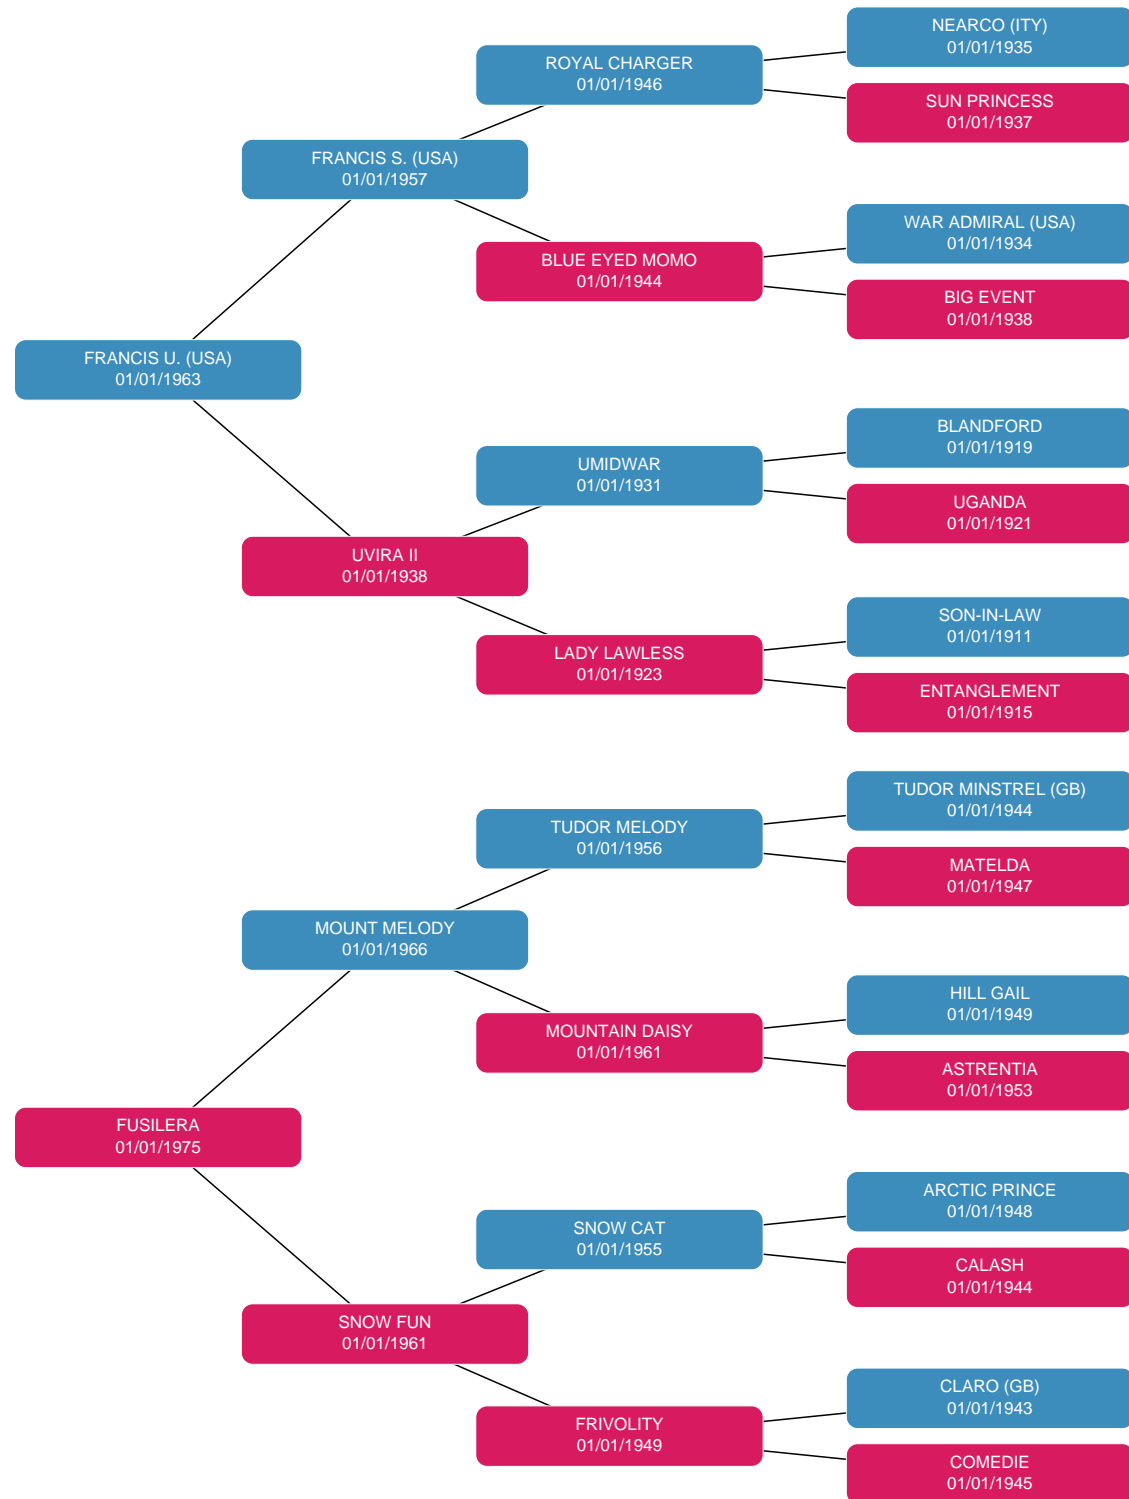 NEARCO (ITY)
01/01/1935
ROYAL CHARGER
01/01/1946
SUN PRINCESS
01/01/1937
FRANCIS S. (USA)
01/01/1957
WAR ADMIRAL (USA)
01/01/1934
BLUE EYED MOMO
01/01/1944
BIG EVENT
01/01/1938
FRANCIS U. (USA)
01/01/1963
BLANDFORD
01/01/1919
UMIDWAR
01/01/1931
UGANDA
01/01/1921
UVIRA II
01/01/1938
SON-IN-LAW
01/01/1911
LADY LAWLESS
01/01/1923
ENTANGLEMENT
01/01/1915
TUDOR MINSTREL (GB)
01/01/1944
TUDOR MELODY
01/01/1956
MATELDA
01/01/1947
MOUNT MELODY
01/01/1966
HILL GAIL
01/01/1949
MOUNTAIN DAISY
01/01/1961
ASTRENTIA
01/01/1953
FUSILERA
01/01/1975
ARCTIC PRINCE
01/01/1948
SNOW CAT
01/01/1955
CALASH
01/01/1944
SNOW FUN
01/01/1961
CLARO (GB)
01/01/1943
FRIVOLITY
01/01/1949
COMEDIE
01/01/1945